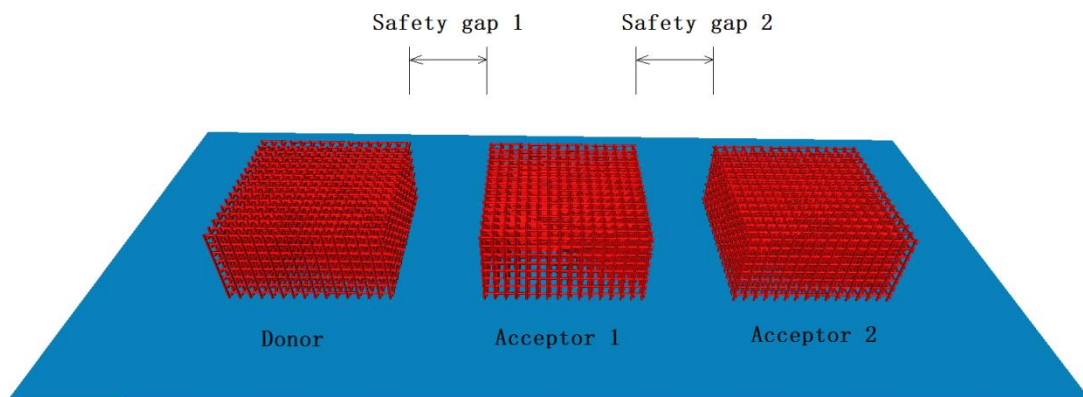 Safety gap 1
Safety gap 2
Donor
Acceptor 1
Acceptor 2